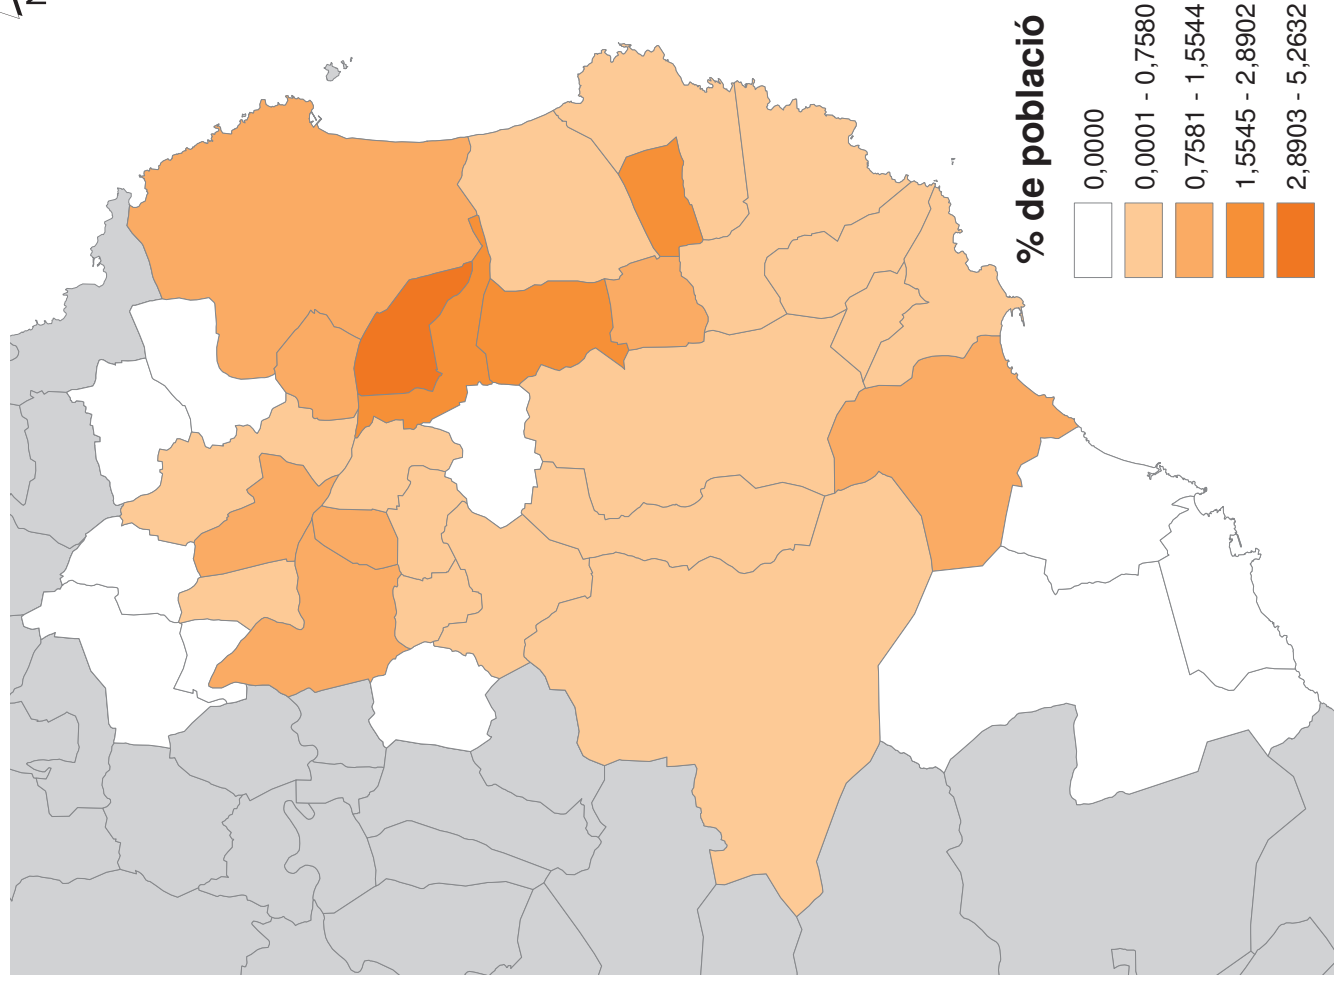 % de població
0,0000
0,0001 - 0,7580
0,7581 - 1,5544
1,5545 - 2,8902
2,8903 - 5,2632